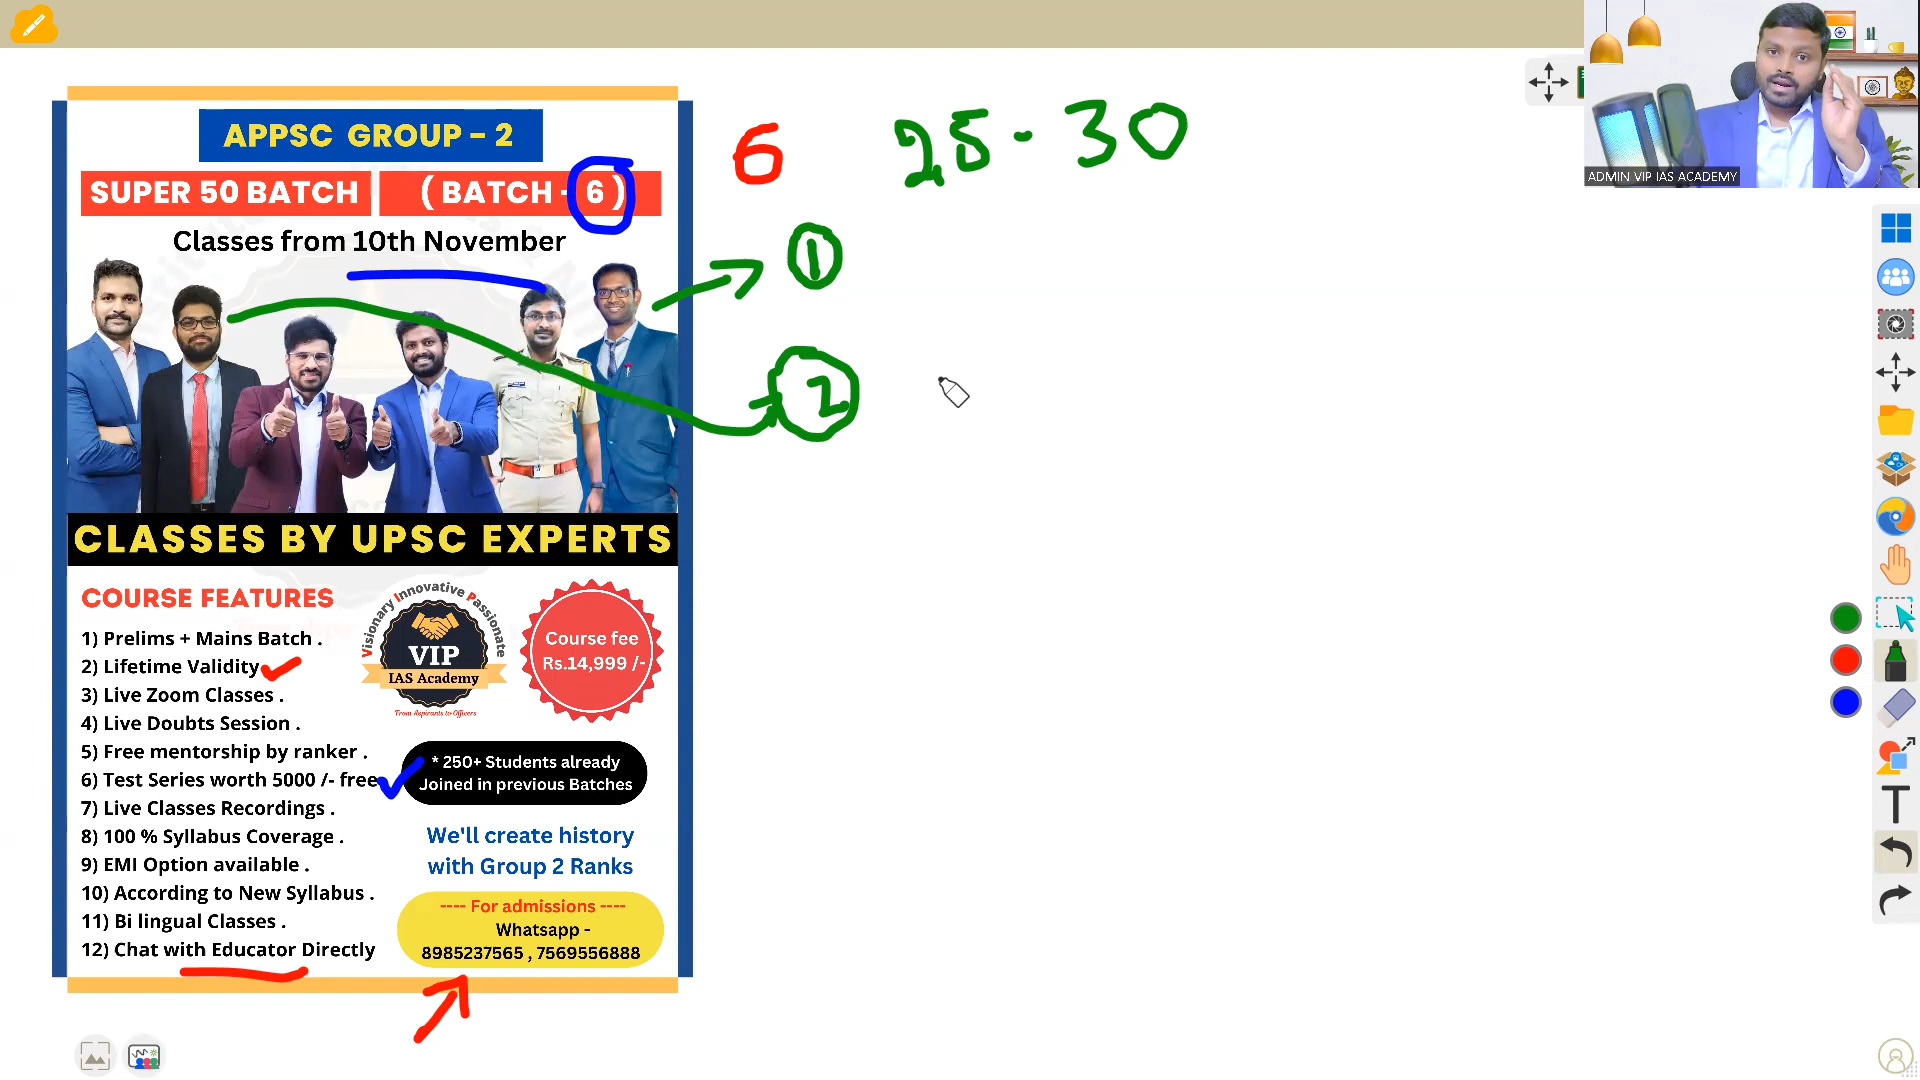 APPSC GROUP – 2
SUPER 50 BATCH ( BATCH - 6 )
Classes from 10th November
6
25 - 30
1
2
ADMIN VIP IAS ACADEMY
CLASSES BY UPSC EXPERTS
COURSE FEATURES
1) Prelims + Mains Batch .
2) Lifetime Validity
3) Live Zoom Classes .
4) Live Doubts Session .
5) Free mentorship by ranker .
6) Test Series worth 5000 /- free
7) Live Classes Recordings .
8) 100 % Syllabus Coverage .
9) EMI Option available .
10) According to New Syllabus .
11) Bi lingual Classes .
12) Chat with Educator Directly
Visionary Innovative Passionate
VIP
IAS Academy
From Aspirants to Officers
Course fee
Rs.14,999 /-
* 250+ Students already
Joined in previous Batches
We'll create history
with Group 2 Ranks
---- For admissions ----
Whatsapp -
8985237565 , 7569556888
T